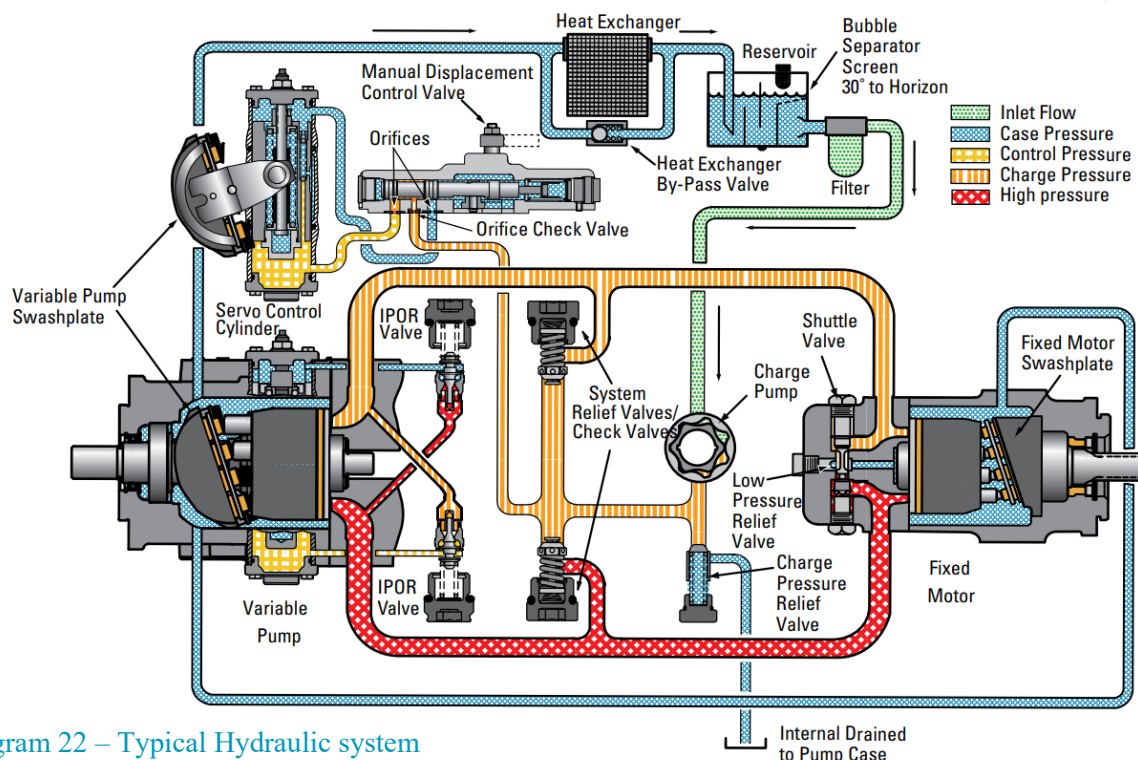 Heat Exchanger
Bubble
Separator
Screen
30° to Horizon
Reservoir
Manual Displacement
Control Valve
Orifices
Inlet Flow
Case Pressure
Control Pressure
Charge Pressure
High pressure
Heat Exchanger
By-Pass Valve
Filter
Orifice Check Valve
Variable Pump
Swashplate
Servo Control
Cylinder
IPOR
Valve
Shuttle
Valve
Fixed Motor
Swashplate
Charge
Pump
System
Relief Valves/
Check Valves
Low
Pressure
Relief
Valve
IPOR
Valve
Charge
Pressure
Relief
Valve
Fixed
Motor
Variable
Pump
Internal Drained
to Pump Case
gram 22 – Typical Hydraulic system